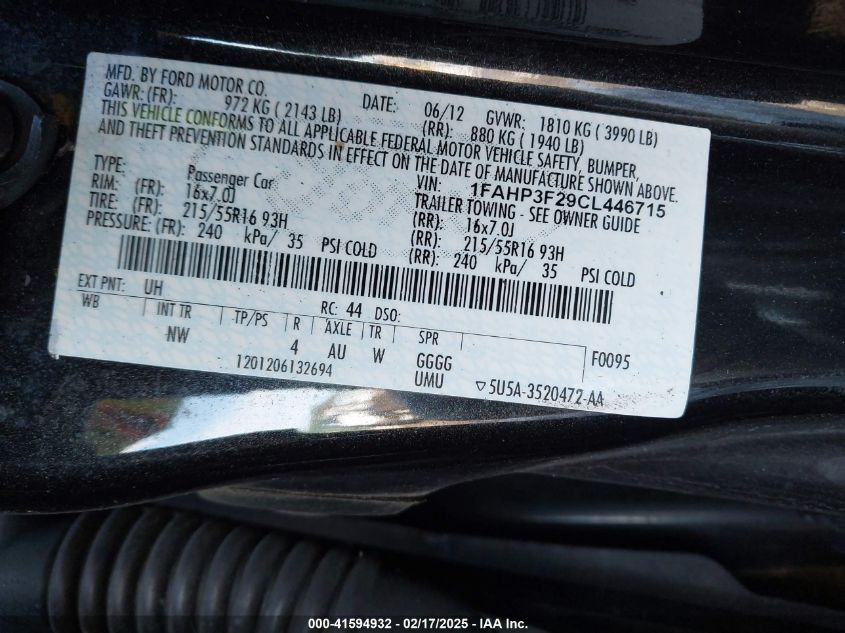 MFD. BY FORD MOTOR CO.
DATE: 06/12 GVWR: 1810 KG ( 3990 LB)
GAWR: (FR): 972 KG ( 2143 LB) (RR): 880 KG ( 1940 LB)
THIS VEHICLE CONFORMS TO ALL APPLICABLE FEDERAL MOTOR VEHICLE SAFETY, BUMPER,
AND THEFT PREVENTION STANDARDS IN EFFECT ON THE DATE OF MANUFACTURE SHOWN ABOVE.
VIN: 1FAHP3F29CL446715
TYPE: Passenger Car TRAILER TOWING - SEE OWNER GUIDE
RIM: (FR): 16x7.0J (RR): 16x7.0J
TIRE: (FR): 215/55R16 93H (RR): 215/55R16 93H
PRESSURE: (FR): 240 kPa/ 35 PSI COLD (RR): 240 kPa/ 35 PSI COLD
EXT PNT: UH RC: 44 DSO:
WB INT TR TP/PS R AXLE TR SPR
NW 4 AU W GGGG F0095
1201206132694 UMU ▽5U5A-3520472-AA
000-41594932 - 02/17/2025 - IAA Inc.